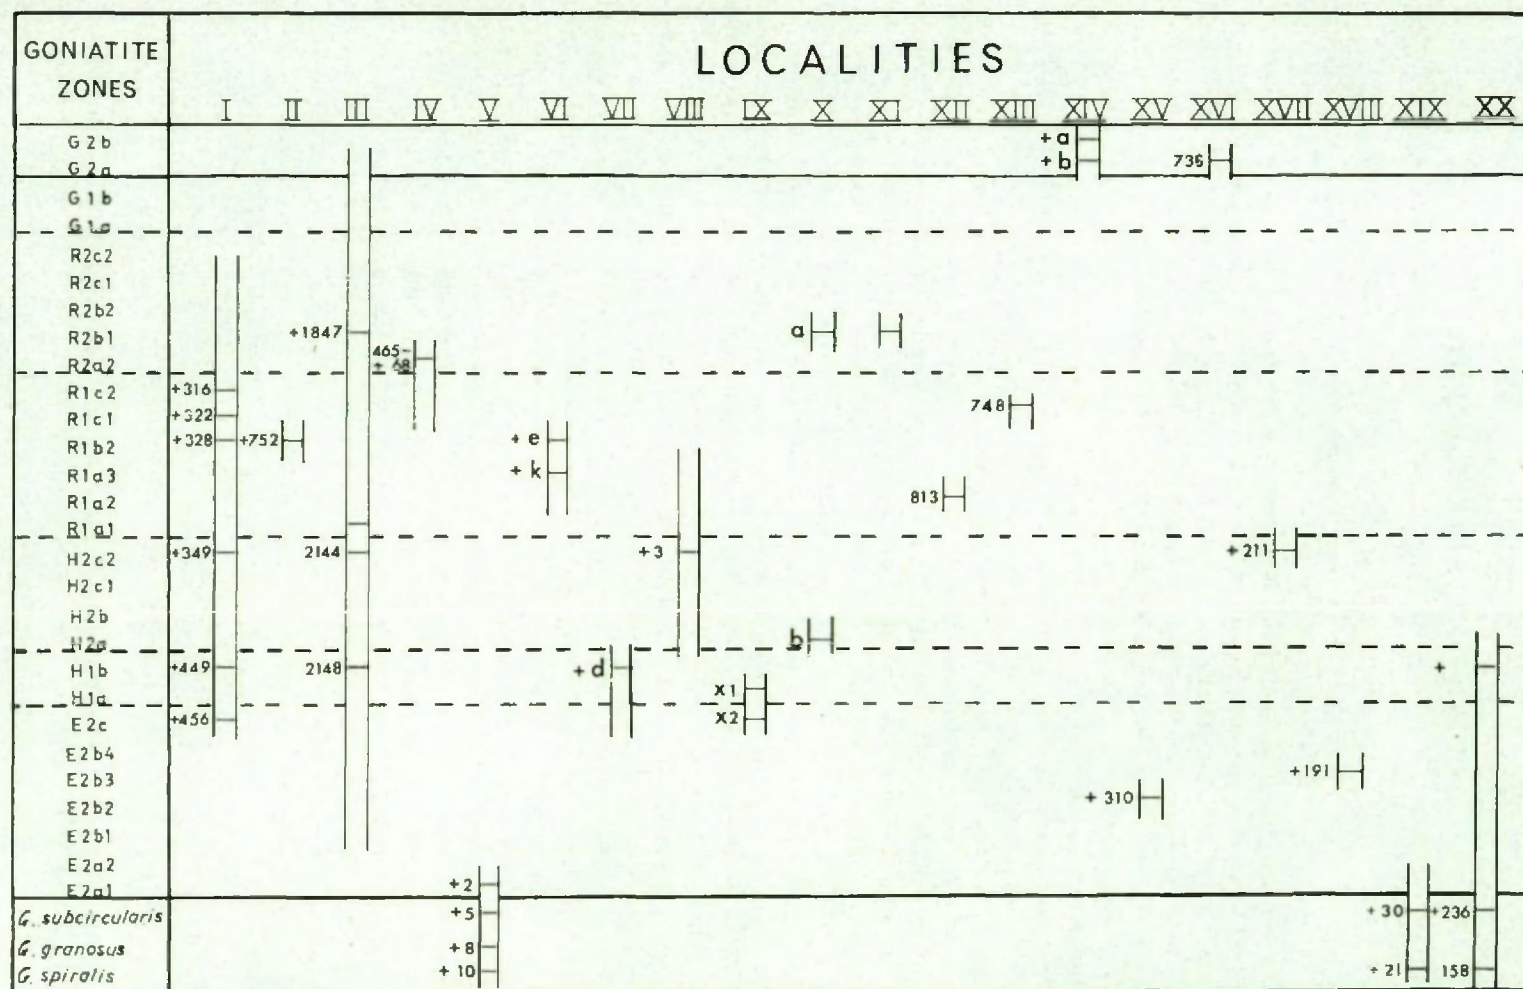 GONIATITE ZONES
LOCALITIES
I II III IV V VI VII VIII IX X XI XII XIII XIV XV XVI XVII XVIII XIX XX
G2b +a
G2a +b 735
G1b
G1a
R2c2
R2c1
R2b2
R2b1 +1847 a
465-
R2a2 + 68
R1c2 +316
R1c1 +322 748
R1b2 +328 +752 + e
R1a3 + k
R1a2 813
R1a1
H2c2 +349 2144 +3 +211
H2c1
H2b
H2a b
H1b +449 2148 + d +
H1a X1
E2c +456 X2
E2b4
E2b3 +191
E2b2 + 310
E2b1
E2a2
E2a1 +2
G. subcircularis +5 +30 +236
G. granosus +8
G. spiralis +10 +21 158